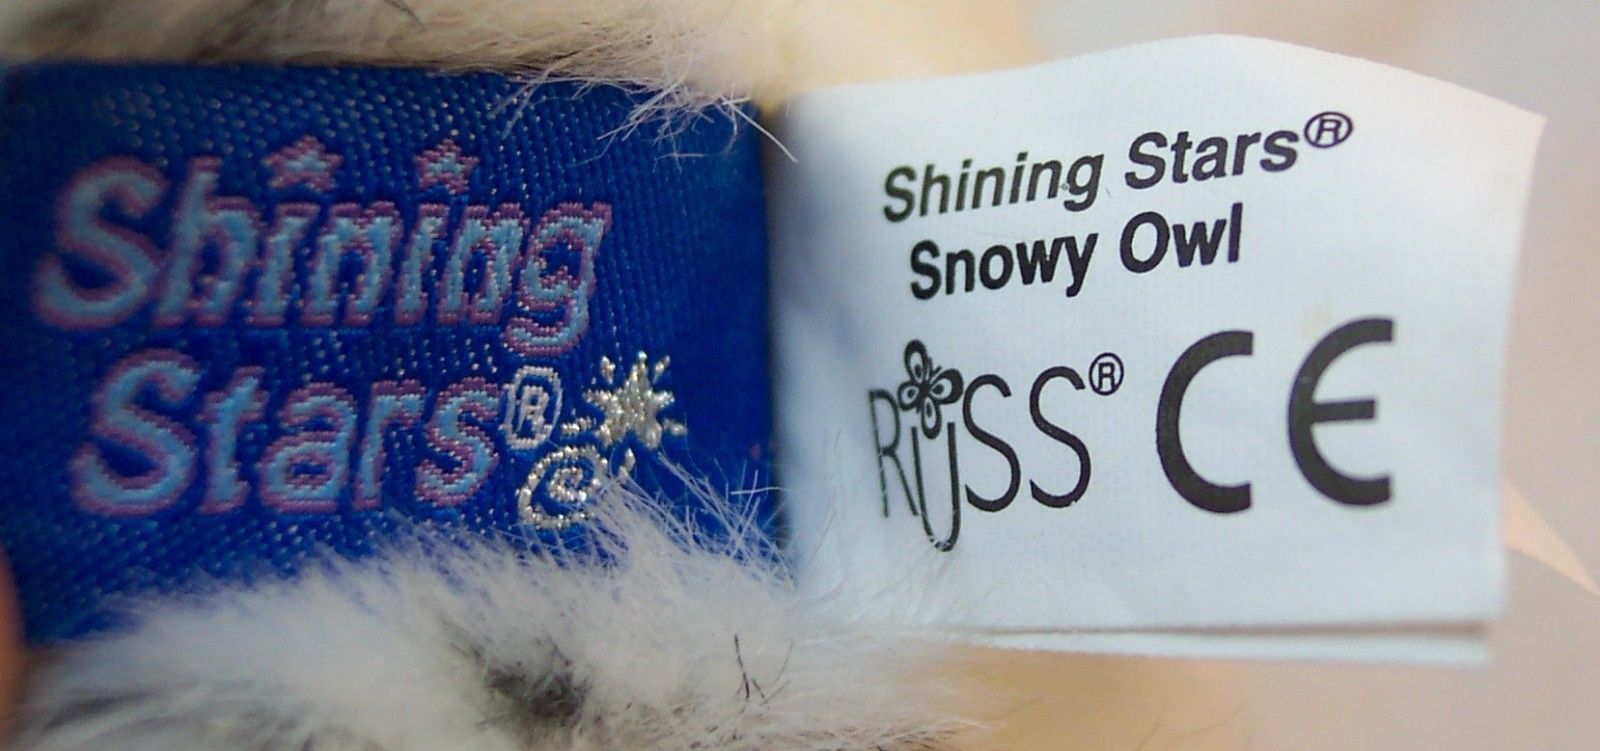 Shining
Stars®
Shining Stars®
Snowy Owl
RUSS® CE